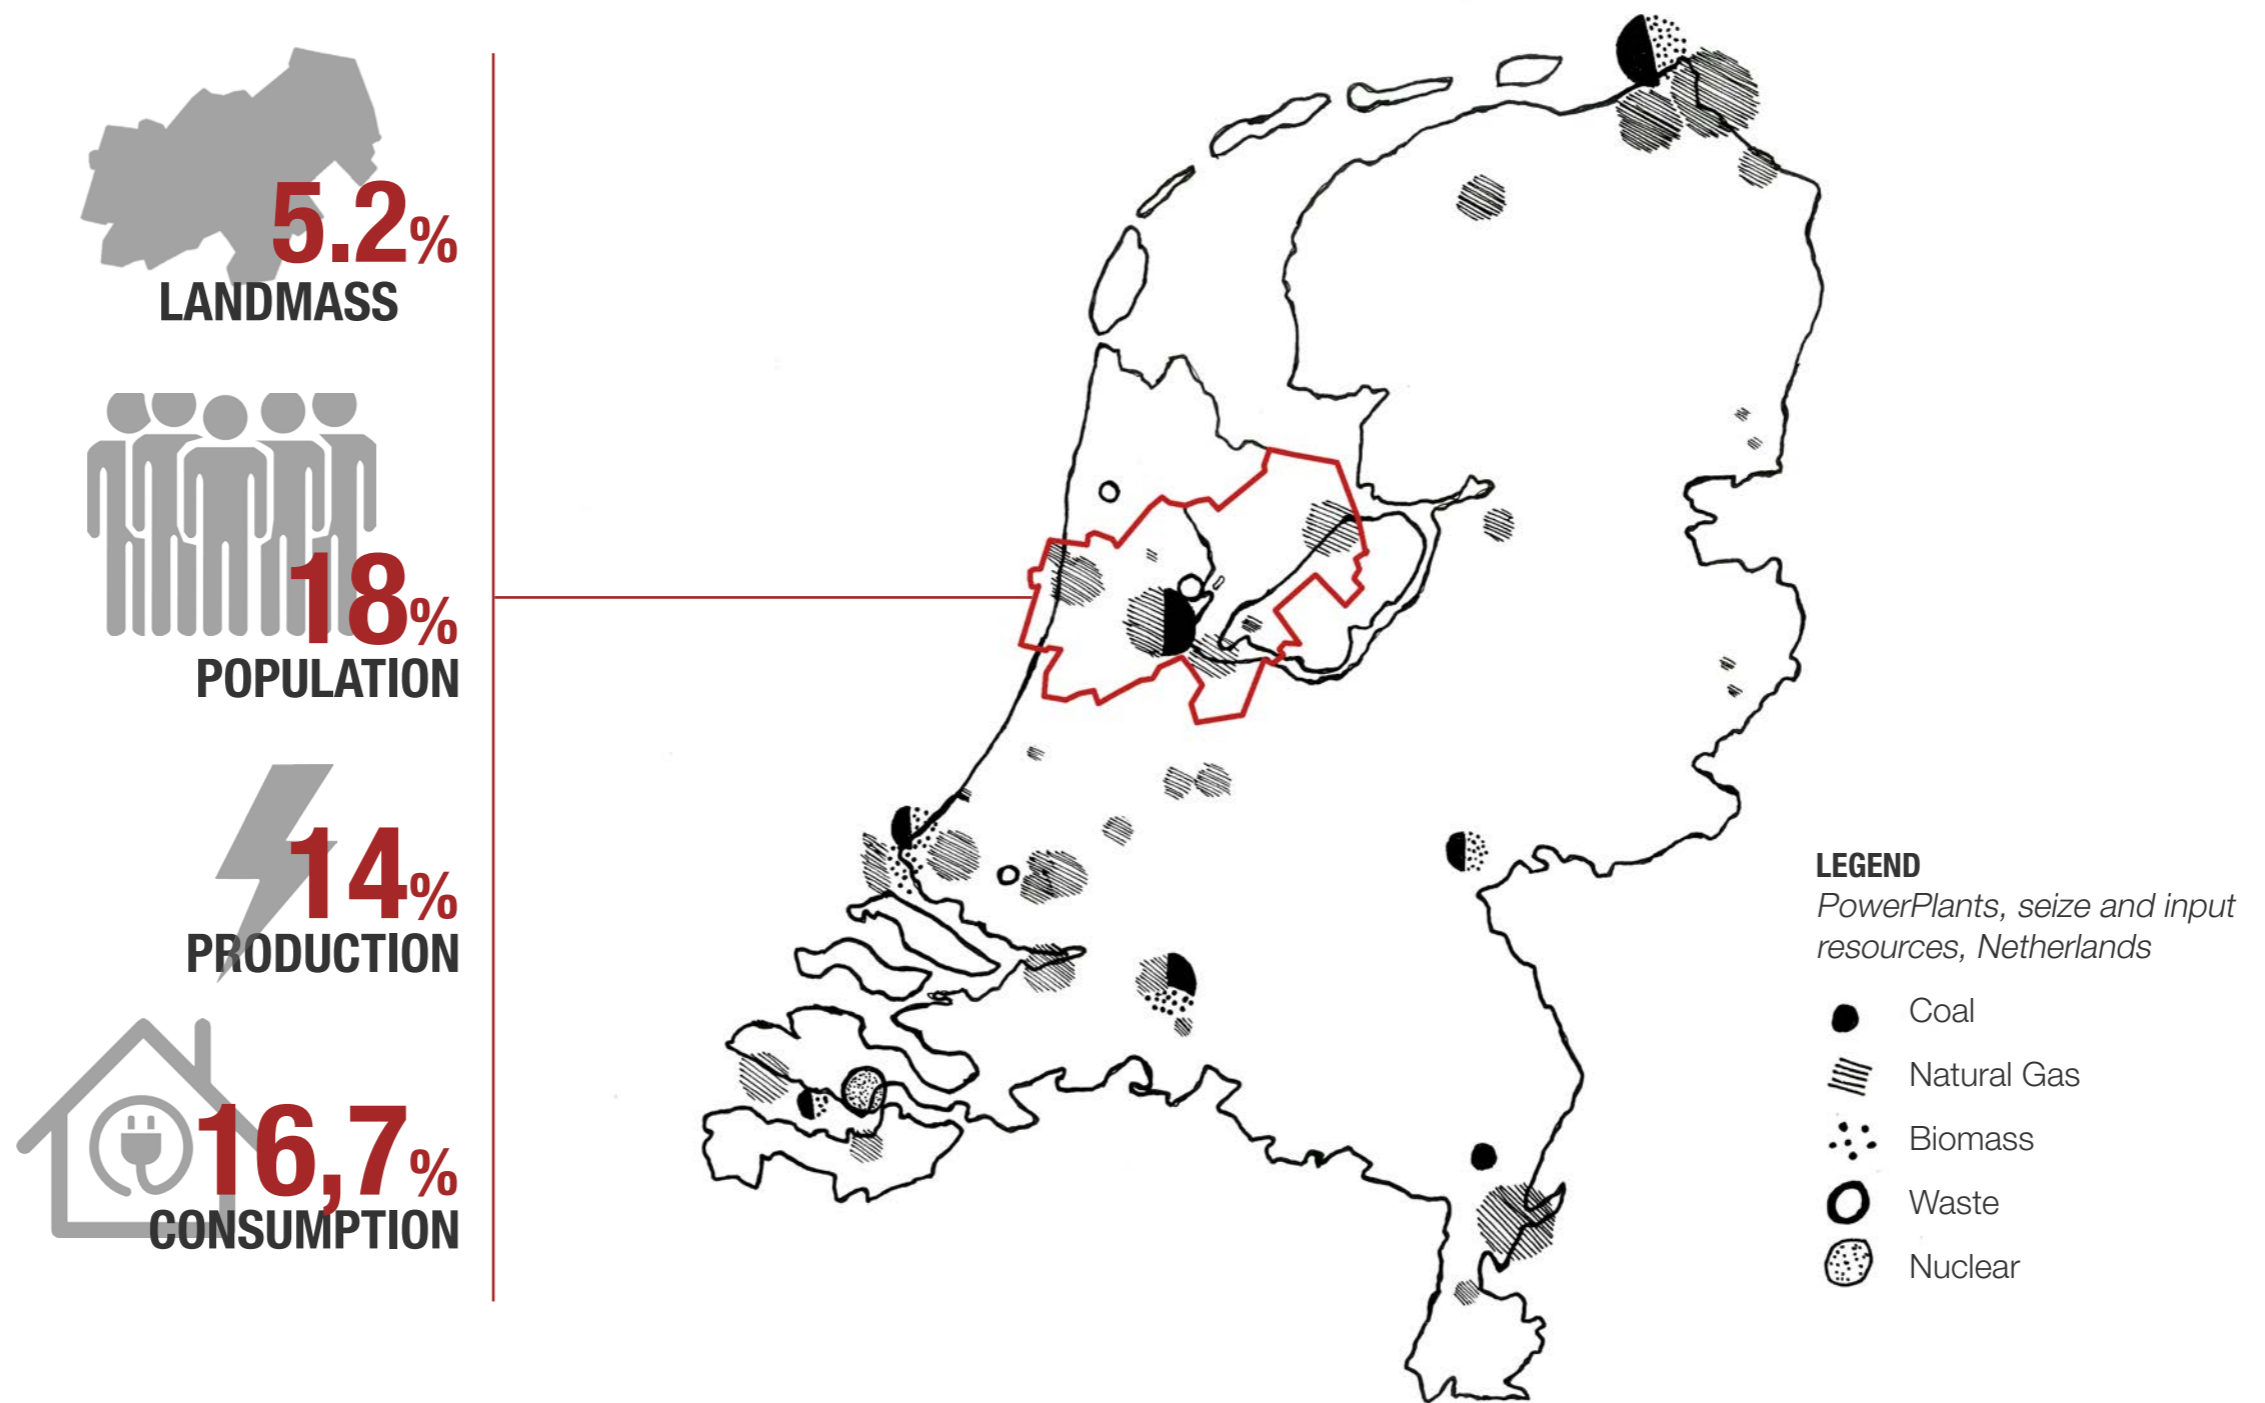 5.2%
LANDMASS
18%
POPULATION
14%
PRODUCTION
16,7%
CONSUMPTION
LEGEND
PowerPlants, seize and input
resources, Netherlands
Coal
Natural Gas
Biomass
Waste
Nuclear